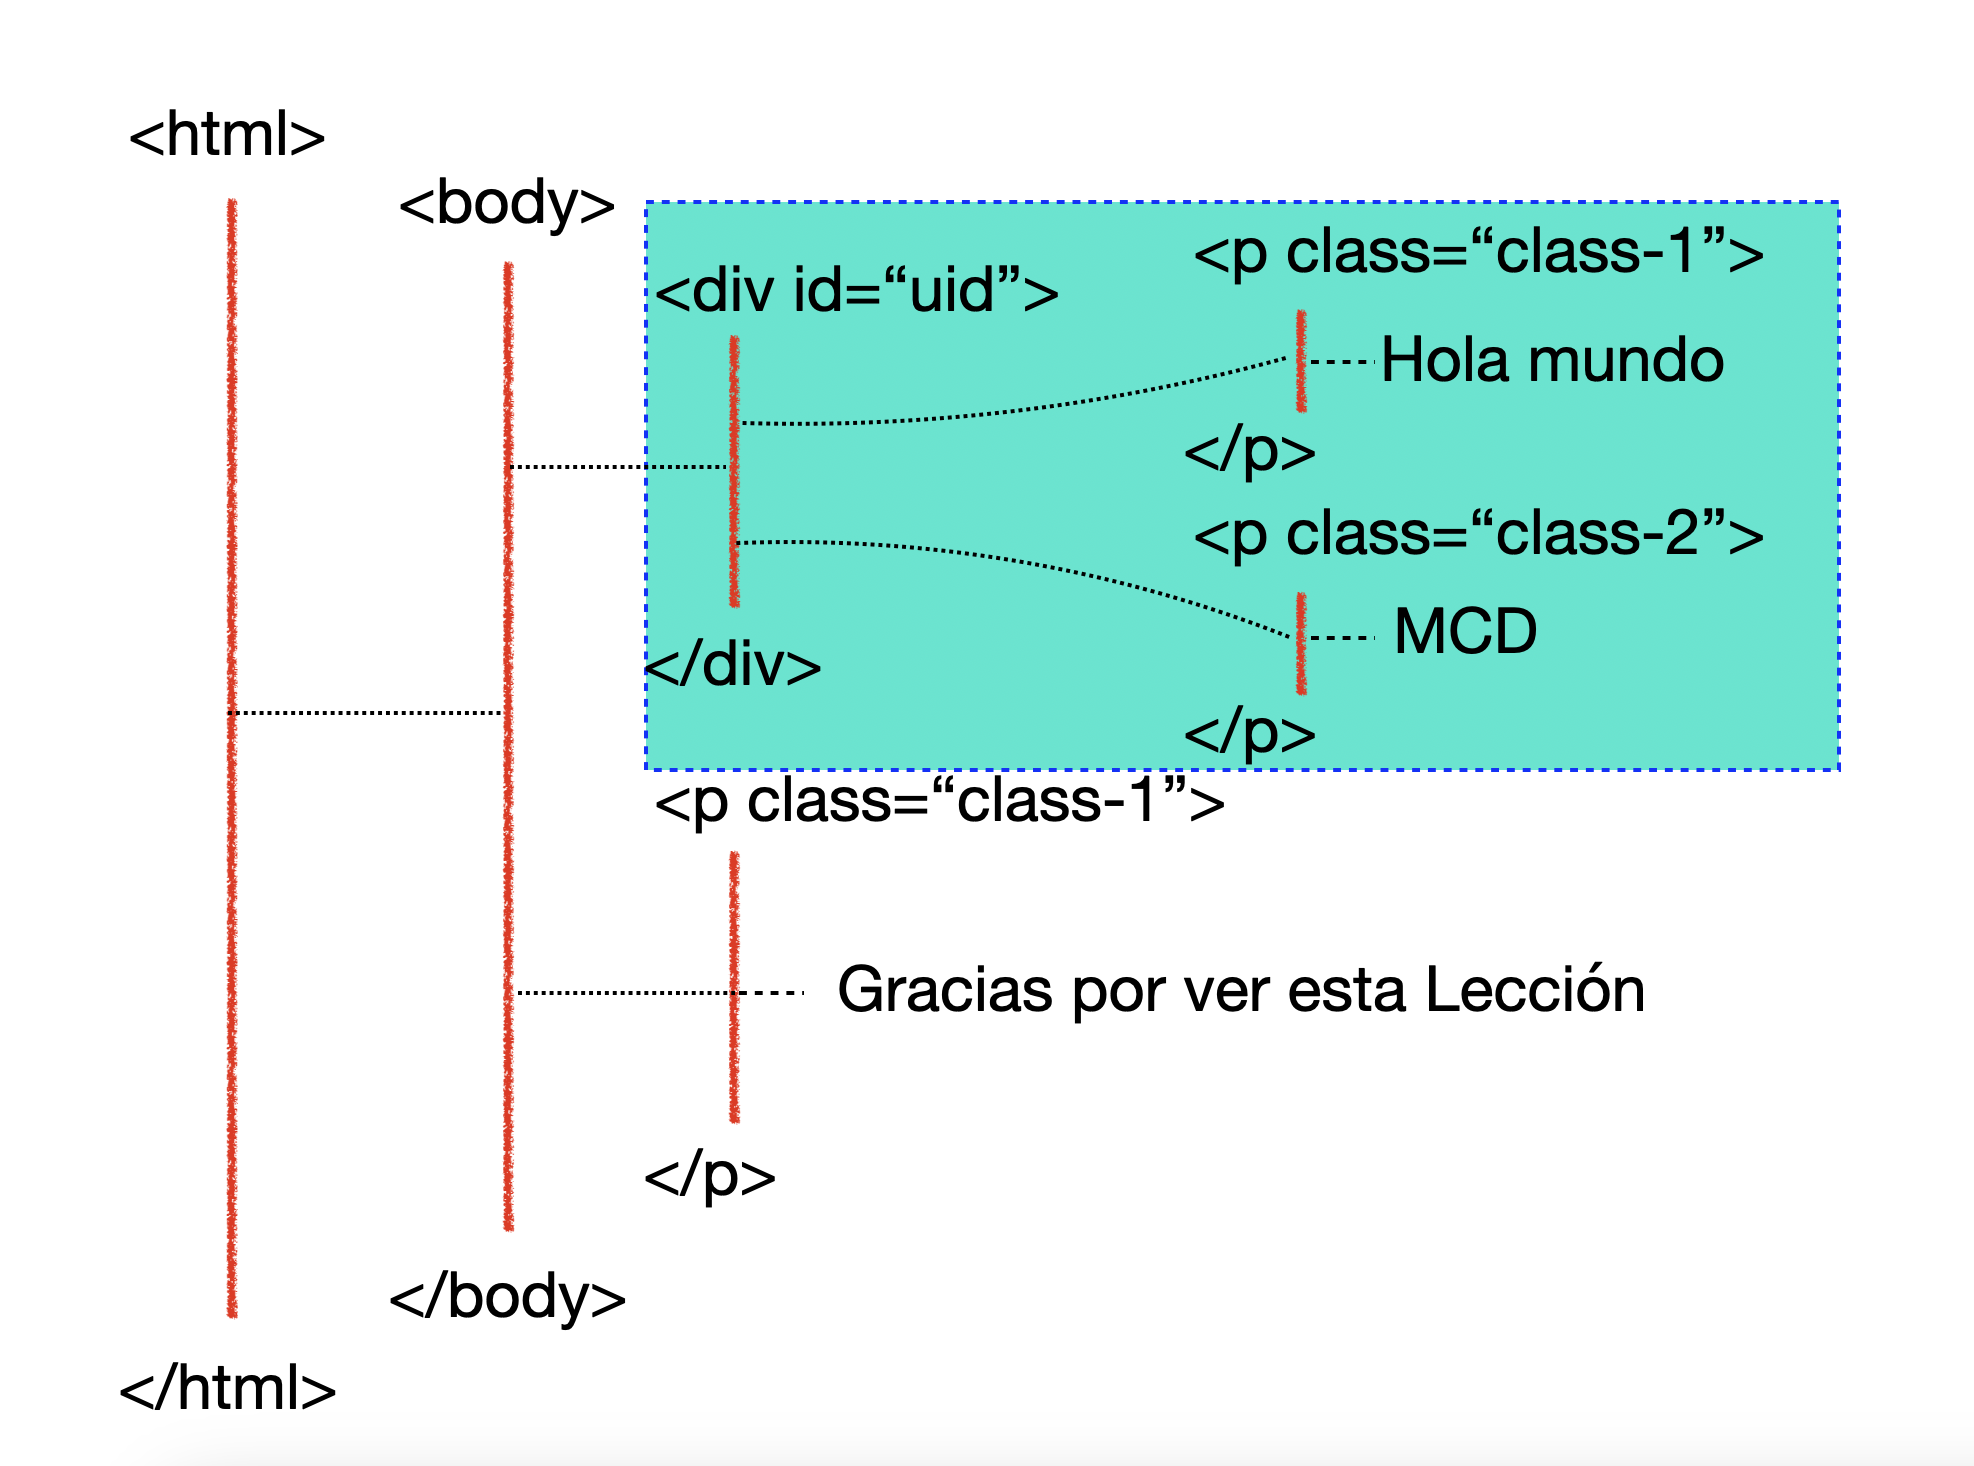 <html>
<body>
<div id=“uid”>
<p class=“class-1”>
Hola mundo
</p>
<p class=“class-2”>
MCD
</p>
</div>
<p class=“class-1”>
Gracias por ver esta Lección
</p>
</body>
</html>